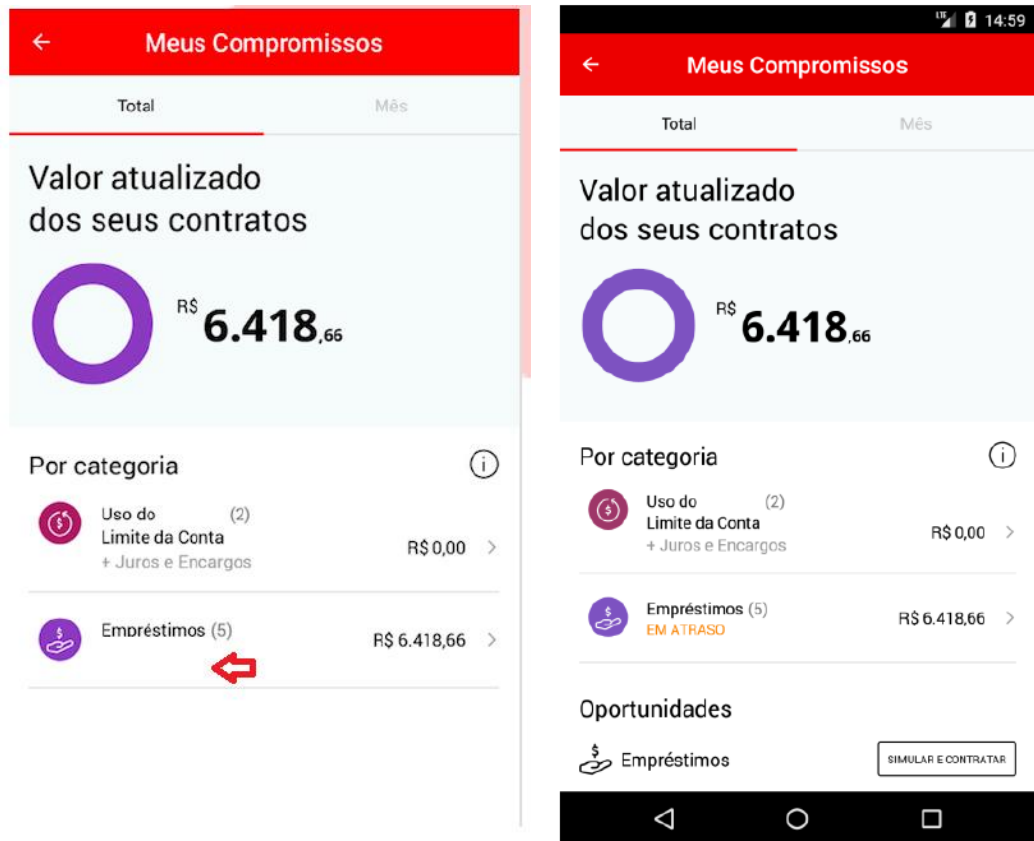 Meus Compromissos
Total Mês
Valor atualizado
dos seus contratos
R$ 6.418,66
Por categoria
Uso do (2)
Limite da Conta
+ Juros e Encargos
R$ 0,00
Empréstimos (5)
R$ 6.418,66
LTE 14:59
Meus Compromissos
Total Mês
Valor atualizado
dos seus contratos
R$ 6.418,66
Por categoria
Uso do (2)
Limite da Conta
+ Juros e Encargos
R$ 0,00
Empréstimos (5)
EM ATRASO
R$ 6.418,66
Oportunidades
Empréstimos
SIMULAR E CONTRATAR